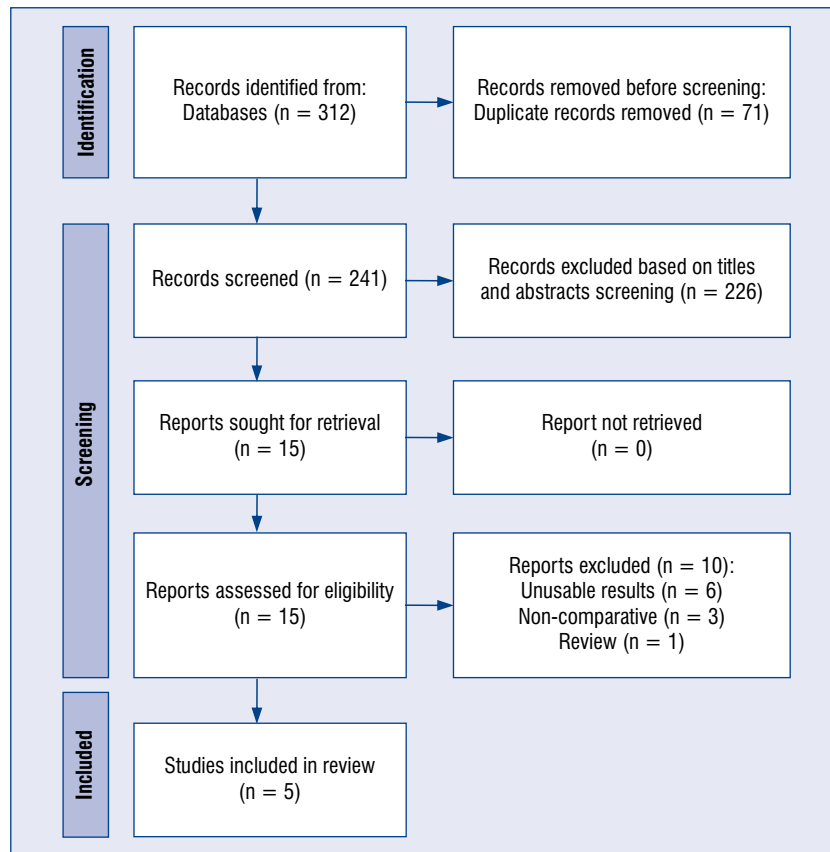 Identification
Records identified from:
Databases (n = 312)
Records removed before screening:
Duplicate records removed (n = 71)
Screening
Records screened (n = 241)
Records excluded based on titles
and abstracts screening (n = 226)
Reports sought for retrieval
(n = 15)
Report not retrieved
(n = 0)
Reports assessed for eligibility
(n = 15)
Reports excluded (n = 10):
Unusable results (n = 6)
Non-comparative (n = 3)
Review (n = 1)
Included
Studies included in review
(n = 5)